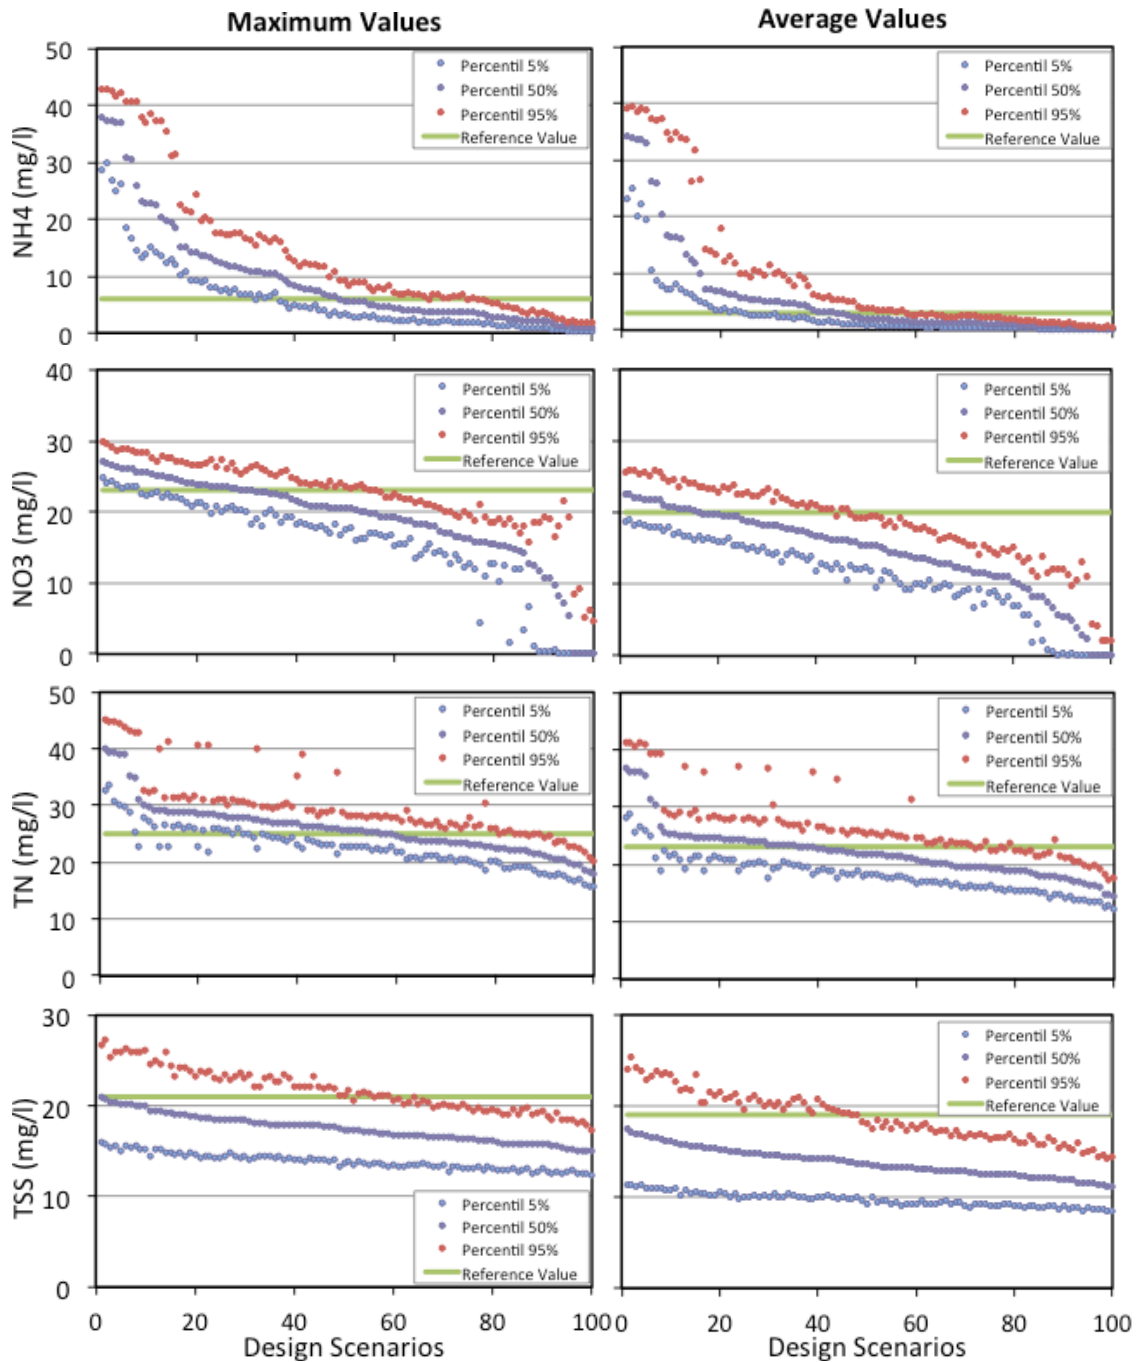 Maximum Values
Average Values
NH4 (mg/l)
50
40
30
20
10
0
Percentil 5%
Percentil 50%
Percentil 95%
Reference Value
Percentil 5%
Percentil 50%
Percentil 95%
Reference Value
NO3 (mg/l)
40
30
20
10
0
Percentil 5%
Percentil 50%
Percentil 95%
Reference Value
Percentil 5%
Percentil 50%
Percentil 95%
Reference Value
TN (mg/l)
50
40
30
20
10
0
Percentil 5%
Percentil 50%
Percentil 95%
Reference Value
Percentil 5%
Percentil 50%
Percentil 95%
Reference Value
TSS (mg/l)
30
20
10
0
Percentil 5%
Percentil 50%
Percentil 95%
Reference Value
Percentil 5%
Percentil 50%
Percentil 95%
Reference Value
0 20 40 60 80 100
0 20 40 60 80 100
Design Scenarios
Design Scenarios